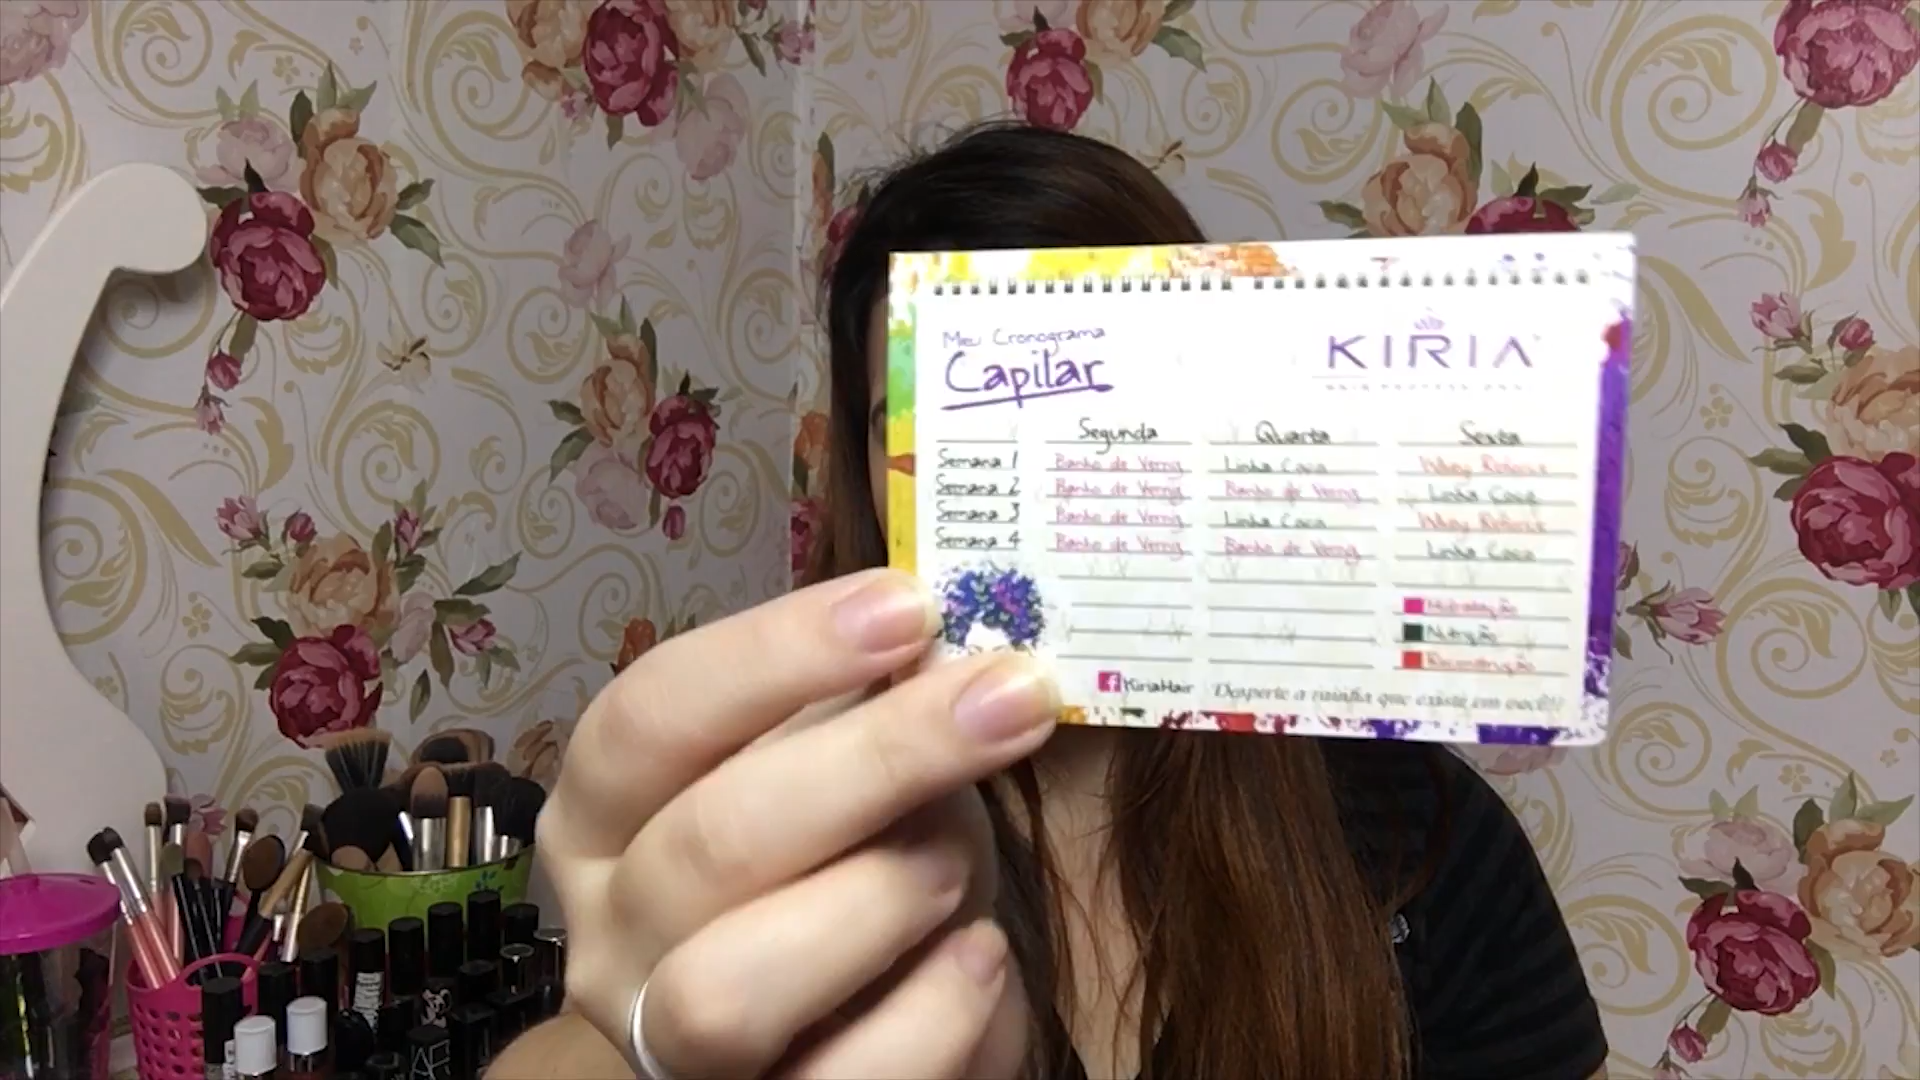 Meu Cronograma
Capilar
KIRIA
Segunda Quarta Sexta
Semana 1 Banho de Verniz Linha Coco Whey Reforce
Semana 2 Banho de Verniz Banho de Verniz Linha Coco
Semana 3 Banho de Verniz Linha Coco Whey Reforce
Semana 4 Banho de Verniz Banho de Verniz Linha Coco
Hidratação
Nutrição
Reconstrução
KiriaHair Desperte a rainha que existe em você!!!